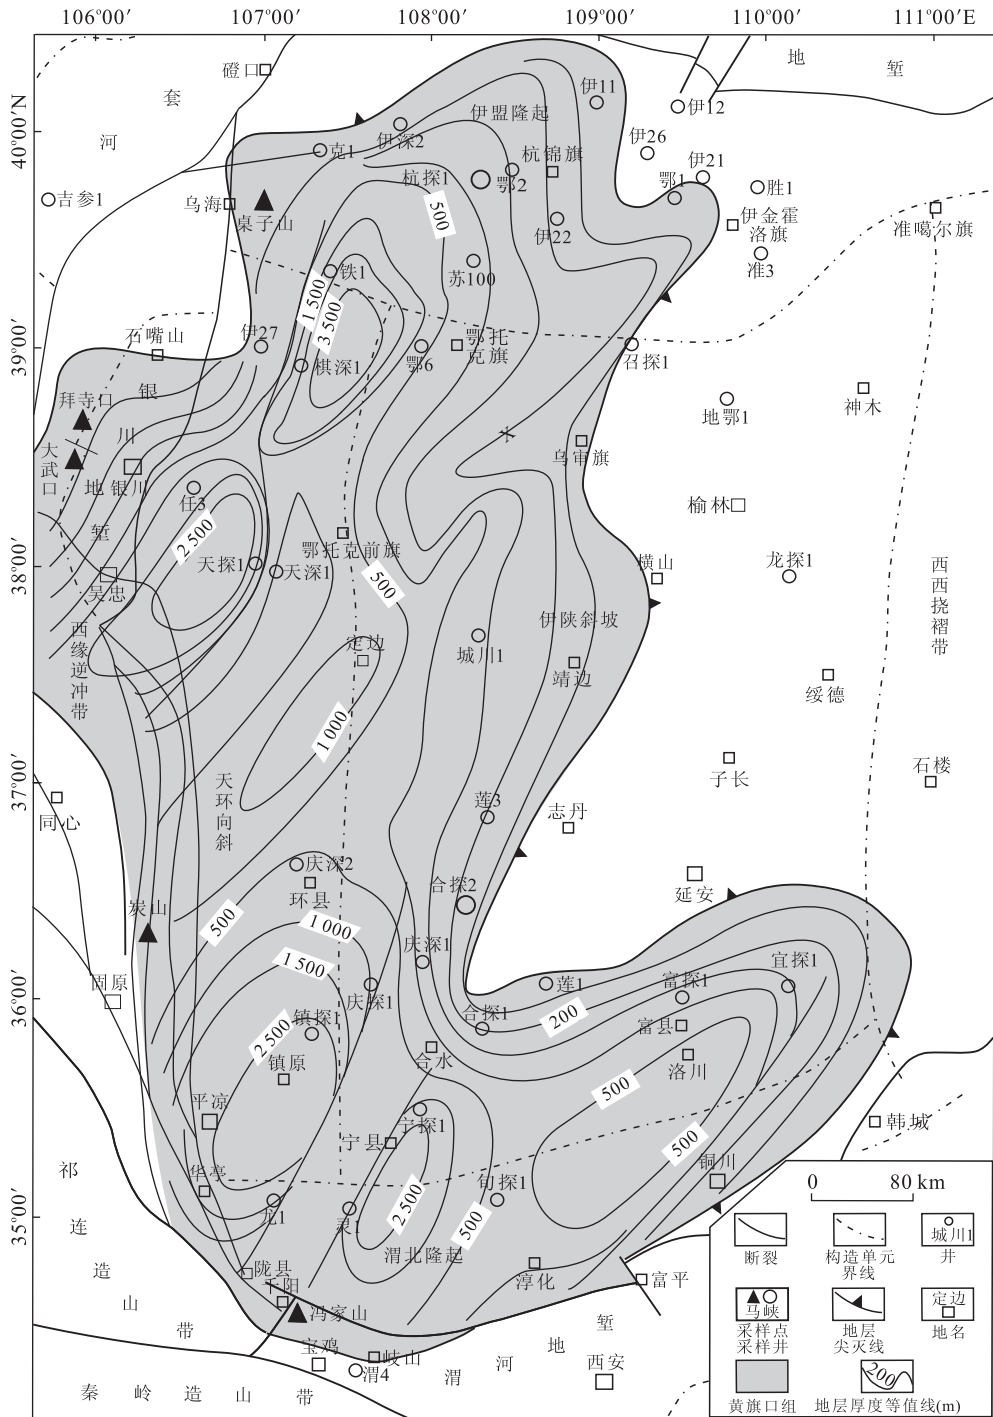 106°00′
107°00′
108°00′
109°00′
110°00′
111°00′E
40°00′N
39°00′
38°00′
37°00′
36°00′
35°00′
磴口
套
河
地
堑
伊11
伊12
伊盟隆起
伊深2
克1
伊26
杭锦旗
伊21
杭探1
鄂2
鄂1
胜1
吉参1
乌海
桌子山
500
伊22
伊金霍
洛旗
准噶尔旗
准3
铁1
苏100
1 500
3 500
石嘴山
伊27
鄂托
克旗
召探1
棋深1
鄂6
拜寺口
银
地鄂1
神木
川
大武口
乌审旗
地
银川
任3
榆林
堑
2 500
鄂托克前旗
天探1
天深1
横山
龙探1
吴忠
500
西缘逆冲带
伊陕斜坡
西西挠褶带
定边
城川1
靖边
绥德
1 000
天环向斜
子长
石楼
同心
莲3
志丹
庆深2
环县
合探2
延安
炭山
500
1 000
庆深1
1 500
宜探1
固原
庆探1
莲1
富探1
200
合探1
镇探1
2 500
富县
合水
镇原
洛川
500
平凉
宁探1
韩城
宁县
500
祁
连
造
山
带
华亭
铜川
旬探1
龙1
灵1
2 500
500
渭北隆起
陇县
千阳
淳化
富平
冯家山
堑
宝鸡
岐山
地
渭4
河
渭
西安
秦
岭
造
山
带
0
80 km
城川1
断裂
构造单元
界线
井
马峡
定边
采样点
采样井
地层
尖灭线
地名
200
黄旗口组
地层厚度等值线(m)